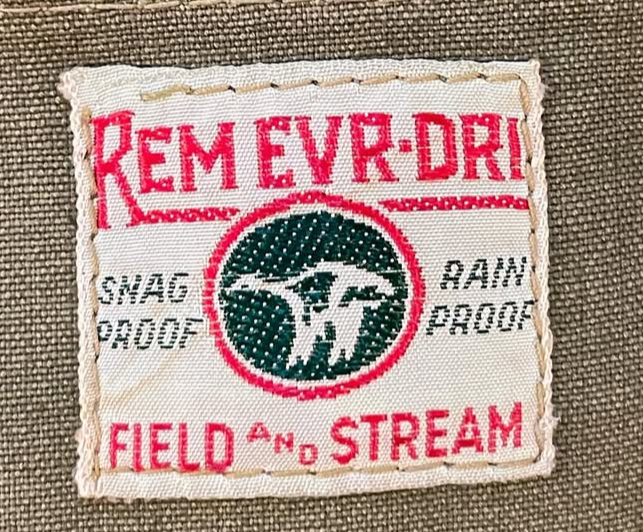 REM EVR-DRI
SNAG
PROOF
RAIN
PROOF
FIELD AND STREAM